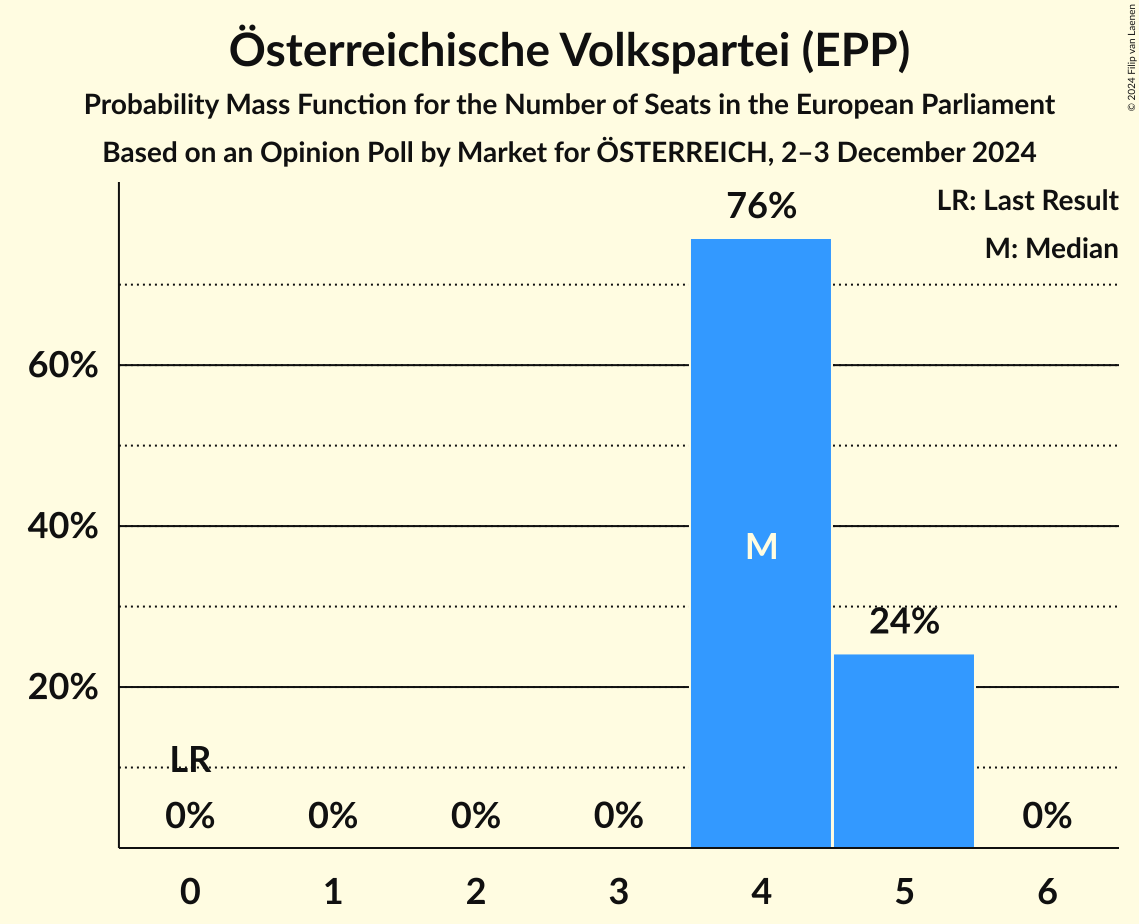 Österreichische Volkspartei (EPP)
Probability Mass Function for the Number of Seats in the European Parliament
Based on an Opinion Poll by Market for ÖSTERREICH, 2–3 December 2024
© 2024 Filip van Laenen
LR: Last Result
M: Median
76%
60%
40%
M
24%
20%
LR
0% 0% 0% 0% 0%
0 1 2 3 4 5 6